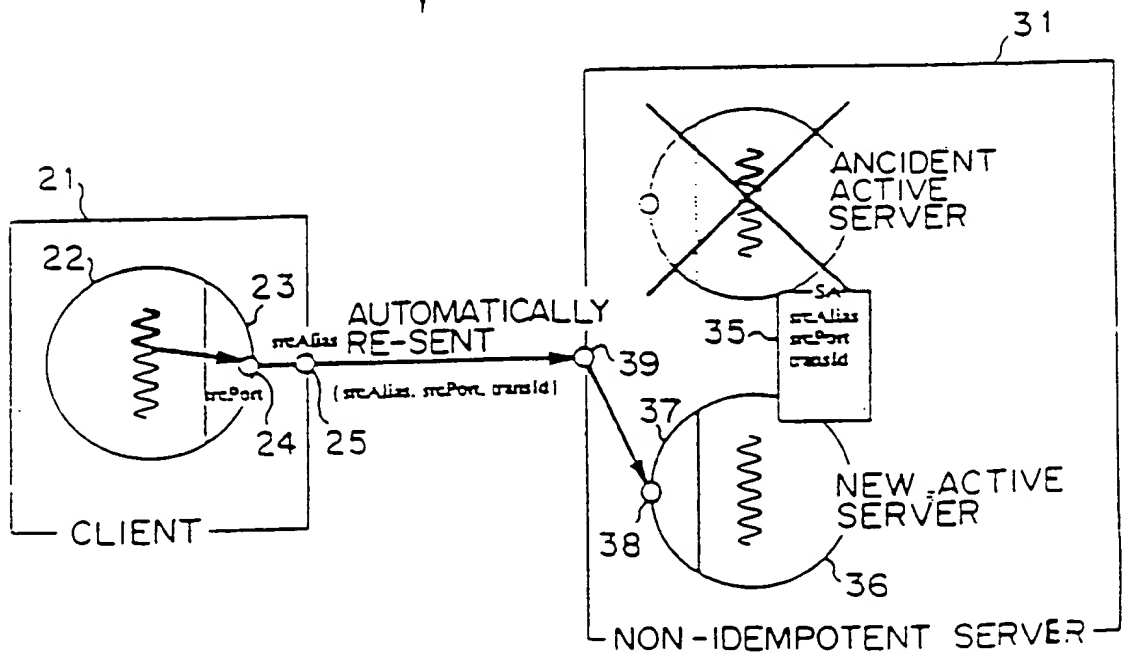 31
ANCIDENT
ACTIVE
SERVER
21
22
23
AUTOMATICALLY
RE-SENT
srcAlias
srcPort
(srcAlias, srcPort, transId)
24
25
39
SA
35
srcAlias
srcPort
transId
37
38
NEW ACTIVE
SERVER
36
CLIENT
NON-IDEMPOTENT SERVER